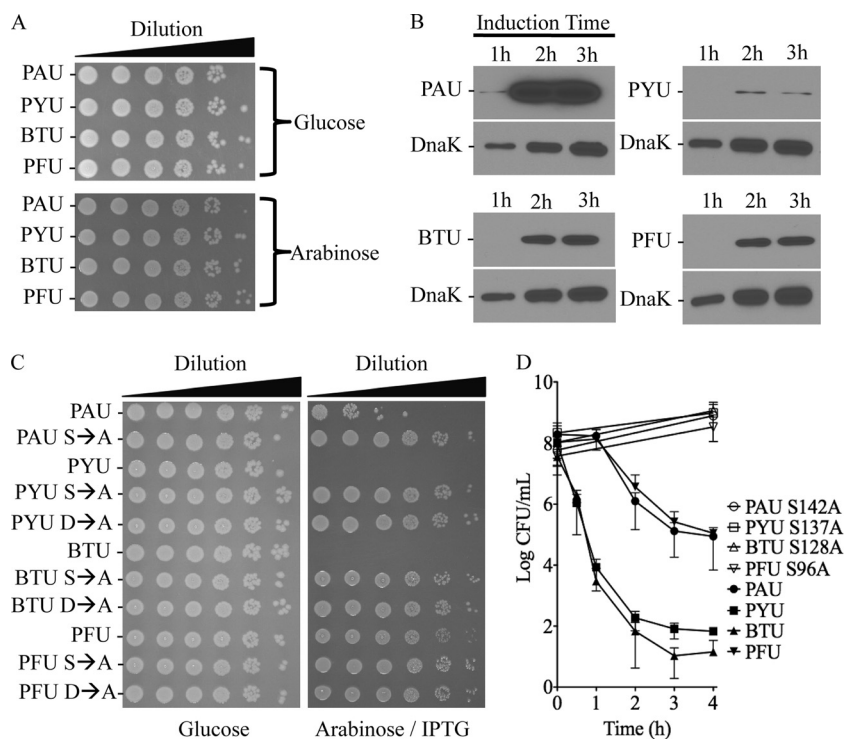 A
Dilution
PAU
PYU
BTU
PFU
Glucose
PAU
PYU
BTU
PFU
Arabinose
B
Induction Time
1h 2h 3h
PAU
DnaK
1h 2h 3h
PYU
DnaK
1h 2h 3h
BTU
DnaK
1h 2h 3h
PFU
DnaK
C
Dilution
Dilution
PAU
PAU S→A
PYU
PYU S→A
PYU D→A
BTU
BTU S→A
BTU D→A
PFU
PFU S→A
PFU D→A
Glucose
Arabinose / IPTG
D
Log CFU/mL
10
8
6
4
2
0
0 1 2 3 4
Time (h)
PAU S142A
PYU S137A
BTU S128A
PFU S96A
PAU
PYU
BTU
PFU